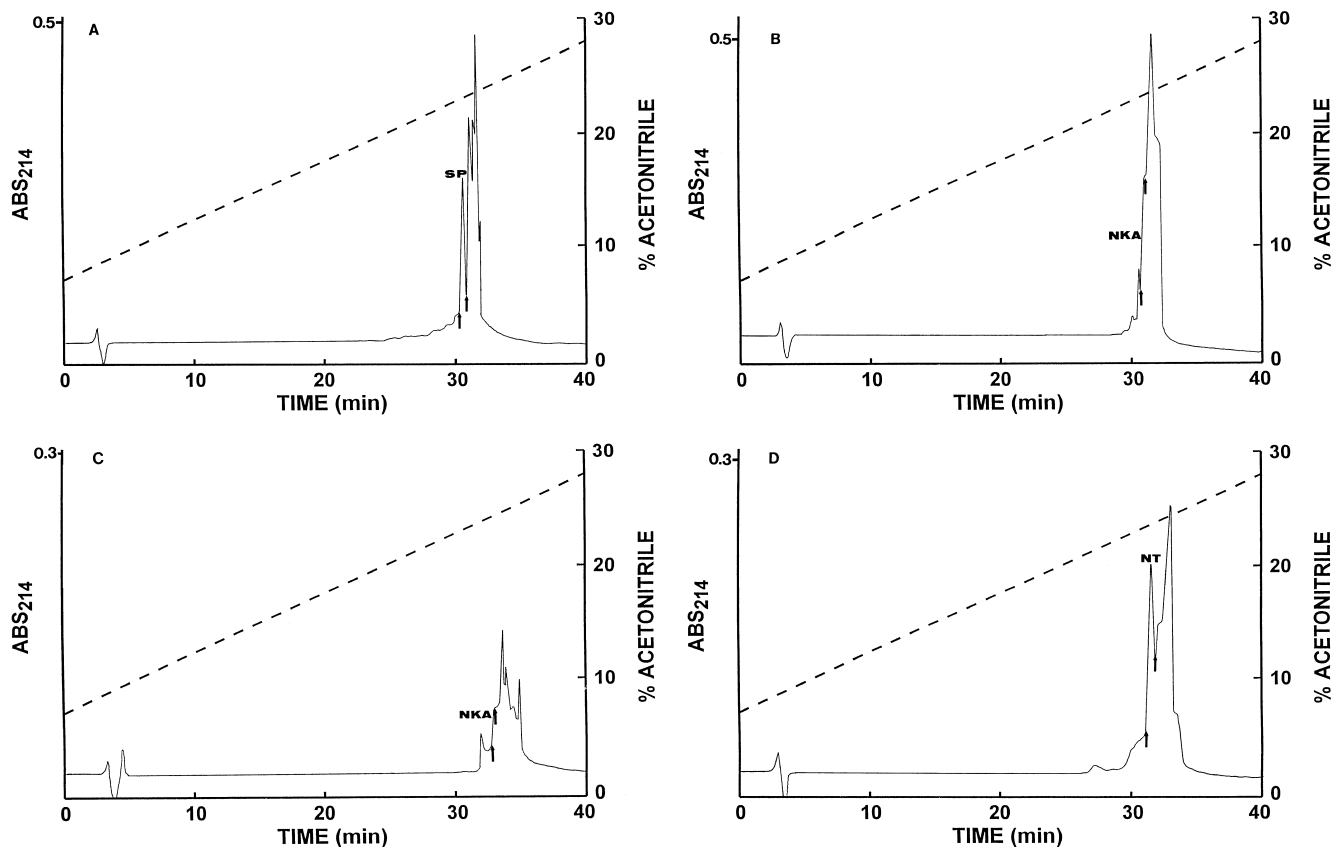 0.5
A
30
20
10
0
SP
ABS214
% ACETONITRILE
0 10 20 30 40
TIME (min)
0.5
B
30
20
10
0
NKA
ABS214
% ACETONITRILE
0 10 20 30 40
TIME (min)
0.3
C
30
20
10
0
NKA
ABS214
% ACETONITRILE
0 10 20 30 40
TIME (min)
0.3
D
30
20
10
0
NT
ABS214
% ACETONITRILE
0 10 20 30 40
TIME (min)